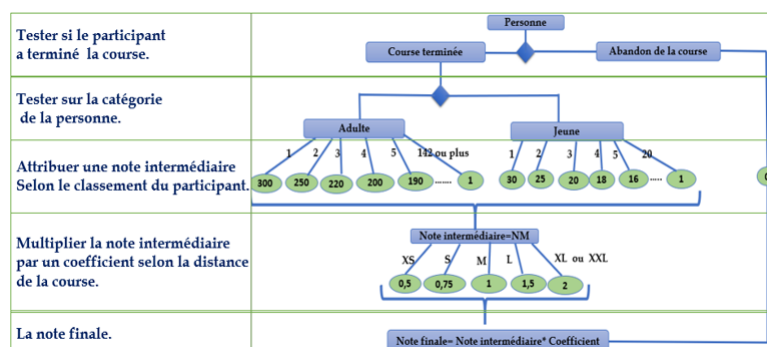 Personne
Tester si le participant
a terminé la course.
Course terminée
Abandon de la course
Tester sur la catégorie
de la personne.
Adulte
Jeune
1 2 3 4 5 142 ou plus
1 2 3 4 5 20
Attribuer une note intermédiaire
Selon le classement du participant.
300 250 220 200 190 ....... 1
30 25 20 18 16 ..... 1
Multiplier la note intermédiaire
par un coefficient selon la distance
de la course.
Note intermédiaire=NM
XS S M L XL ou XXL
0,5 0,75 1 1,5 2
La note finale.
Note finale= Note intermédiaire* Coefficient